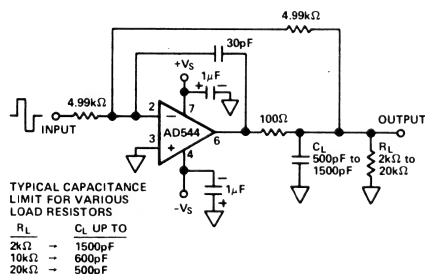 4.99kΩ
30pF
+VS
1μF
+ −
7
4.99kΩ
2
−
INPUT
AD544
6
100Ω
OUTPUT
3
+
4
CL
500pF to
1500pF
RL
2kΩ to
20kΩ
−
1μF
+
−VS
TYPICAL CAPACITANCE
LIMIT FOR VARIOUS
LOAD RESISTORS
RL CL UP TO
2kΩ → 1500pF
10kΩ → 600pF
20kΩ → 500pF